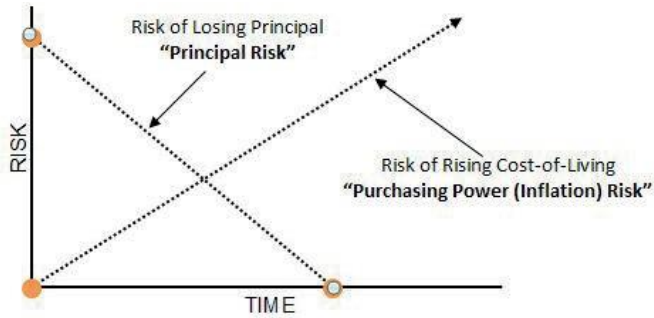 Risk of Losing Principal
“Principal Risk”
RISK
Risk of Rising Cost-of-Living
“Purchasing Power (Inflation) Risk”
TIME